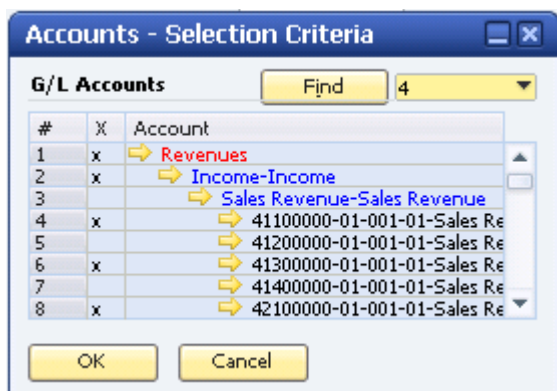 Accounts - Selection Criteria
G/L Accounts Find 4
# X Account
1 x Revenues
2 x Income-Income
3 Sales Revenue-Sales Revenue
4 x 41100000-01-001-01-Sales Re
5 41200000-01-001-01-Sales Re
6 x 41300000-01-001-01-Sales Re
7 41400000-01-001-01-Sales Re
8 x 42100000-01-001-01-Sales Re
OK Cancel